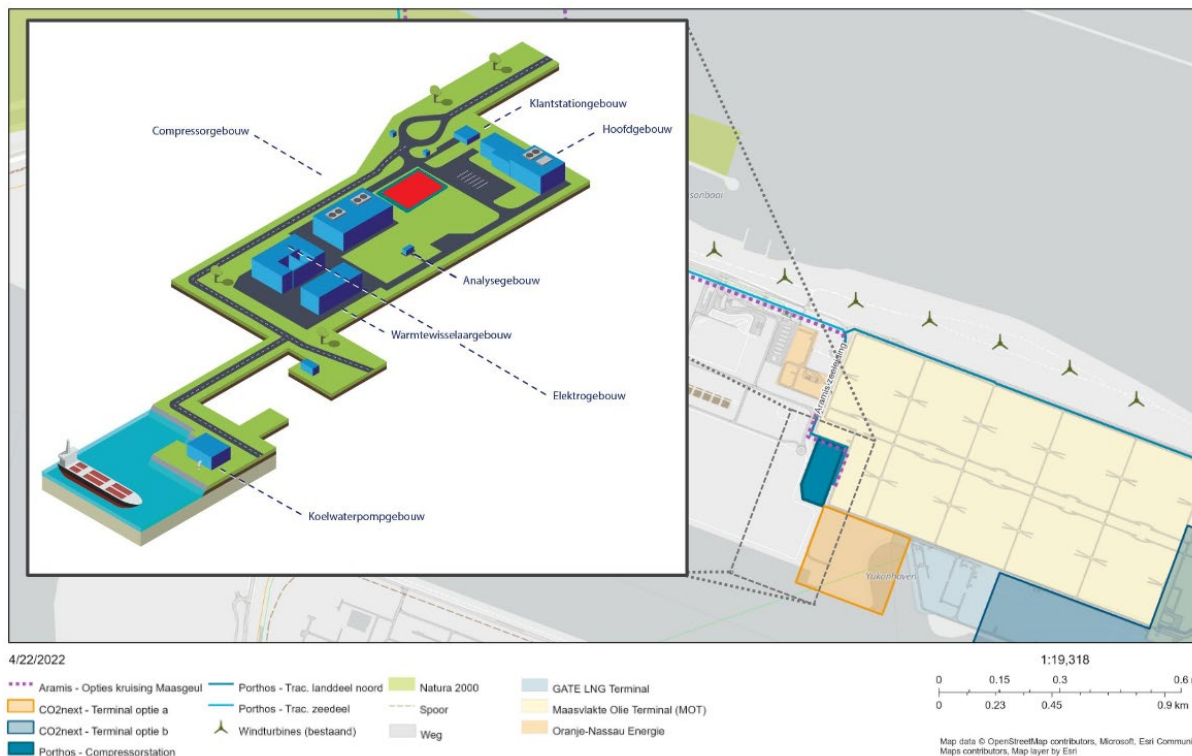 Klantstationgebouw
Hoofdgebouw
Compressorgebouw
Analysegebouw
Warmtewisselaargebouw
Elektrogebouw
Koelwaterpompgebouw
Aramis-zeeleiding
Yukonhaven
4/22/2022
1:19,318
Aramis - Opties kruising Maasgeul
Porthos - Trac. landdeel noord
Natura 2000
GATE LNG Terminal
CO2next - Terminal optie a
Porthos - Trac. zeedeel
Spoor
Maasvlakte Olie Terminal (MOT)
CO2next - Terminal optie b
Windturbines (bestaand)
Weg
Oranje-Nassau Energie
Porthos - Compressorstation
0 0.15 0.3 0.6
0 0.23 0.45 0.9 km
Map data © OpenStreetMap contributors, Microsoft, Esri Communi
Maps contributors, Map layer by Esri